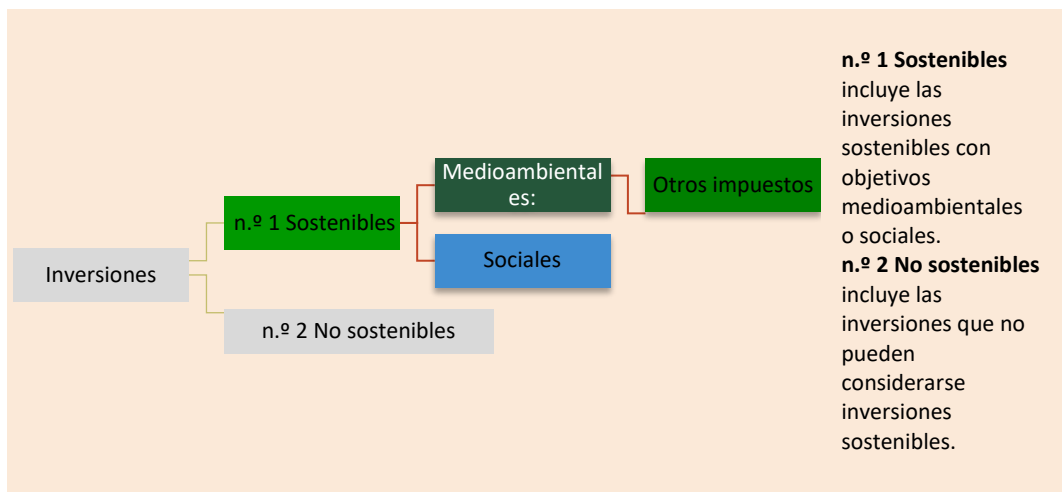 Inversiones
n.º 1 Sostenibles
n.º 2 No sostenibles
Medioambiental
es:
Sociales
Otros impuestos
n.º 1 Sostenibles
incluye las
inversiones
sostenibles con
objetivos
medioambientales
o sociales.
n.º 2 No sostenibles
incluye las
inversiones que no
pueden
considerarse
inversiones
sostenibles.